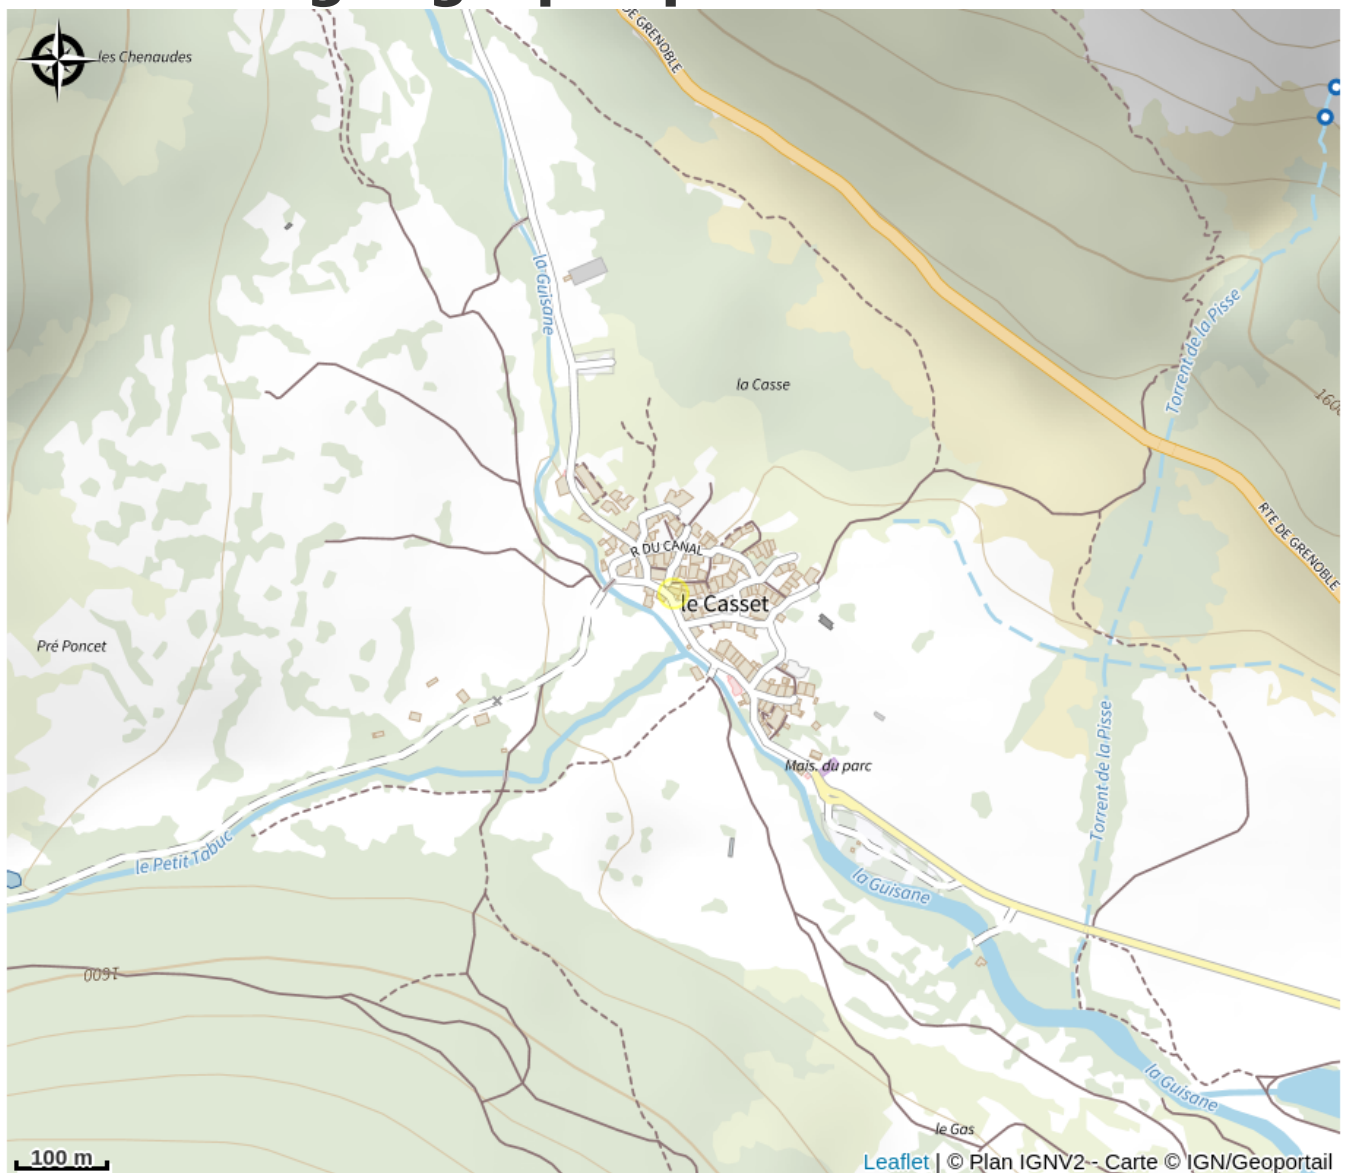 les Chenaudes
DE GRENOBLE
la Guisane
Torrent de la Pisse
la Casse
RTE DE GRENOBLE
R DU CANAL
le Casset
Pré Poncet
Torrent de la Pisse
Mais. du parc
le Petit Tabuc
la Guisane
1600
la Guisane
le Gas
100 m
Leaflet | © Plan IGNV2 - Carte © IGN/Geoportail